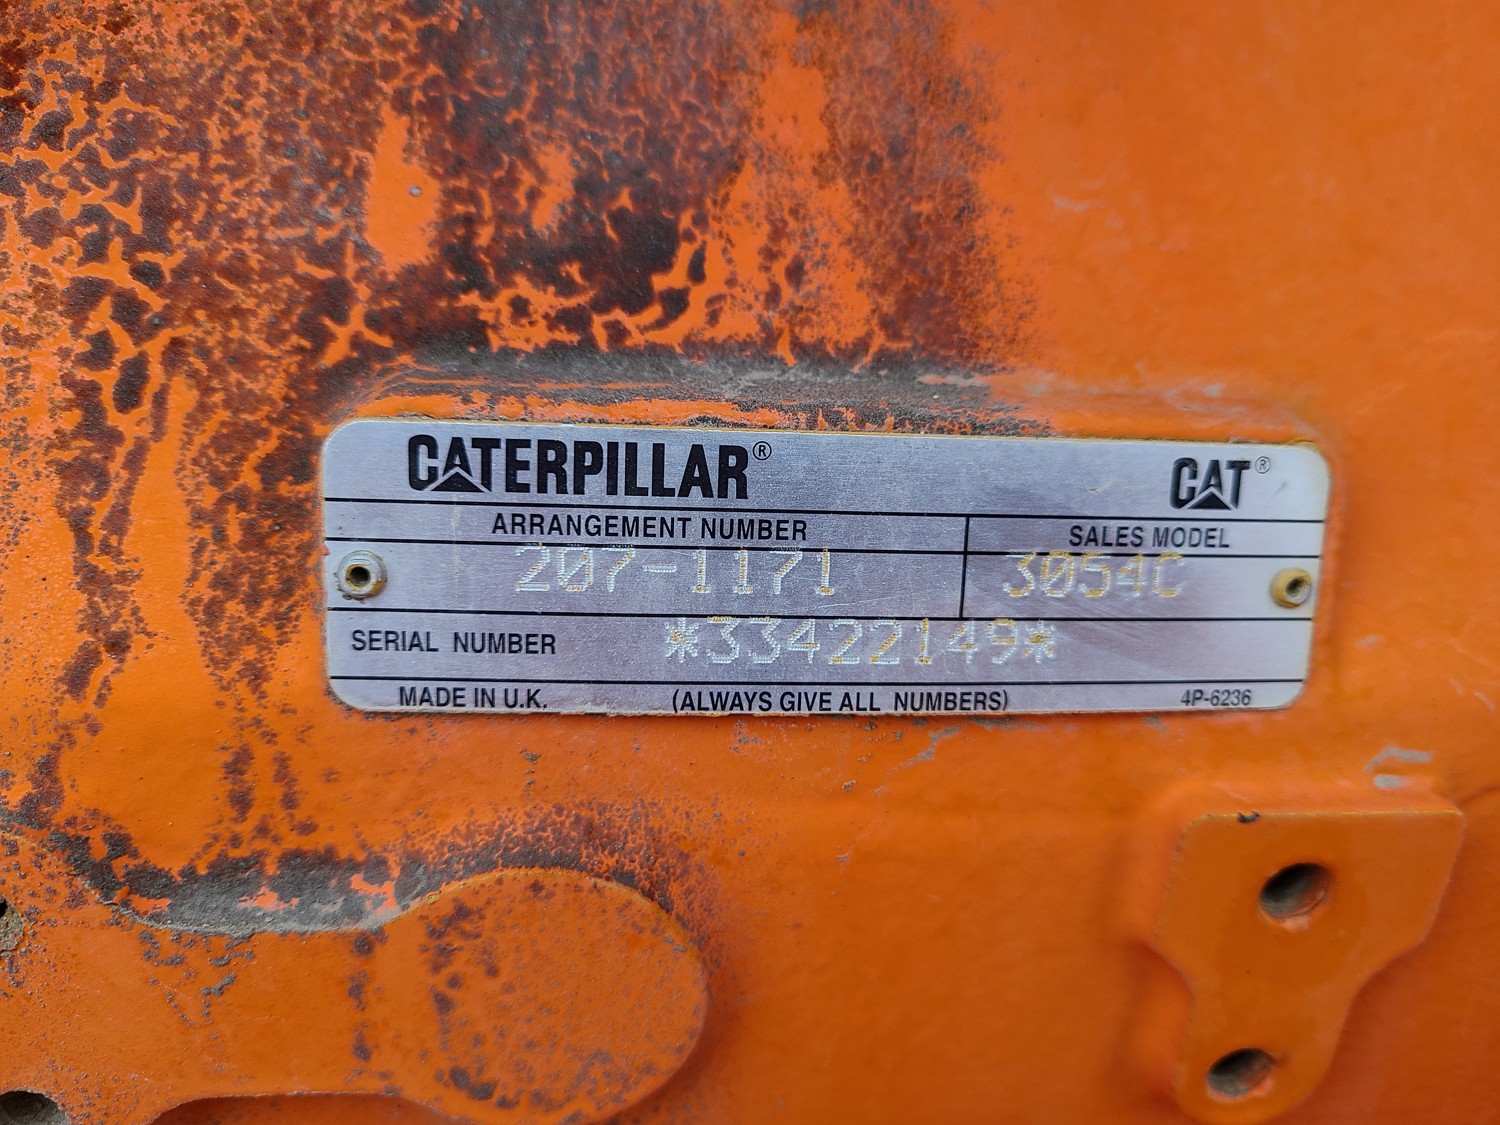 CATERPILLAR® CAT®
ARRANGEMENT NUMBER SALES MODEL
207-1171 3054C
SERIAL NUMBER *33422149*
MADE IN U.K. (ALWAYS GIVE ALL NUMBERS) 4P-6236